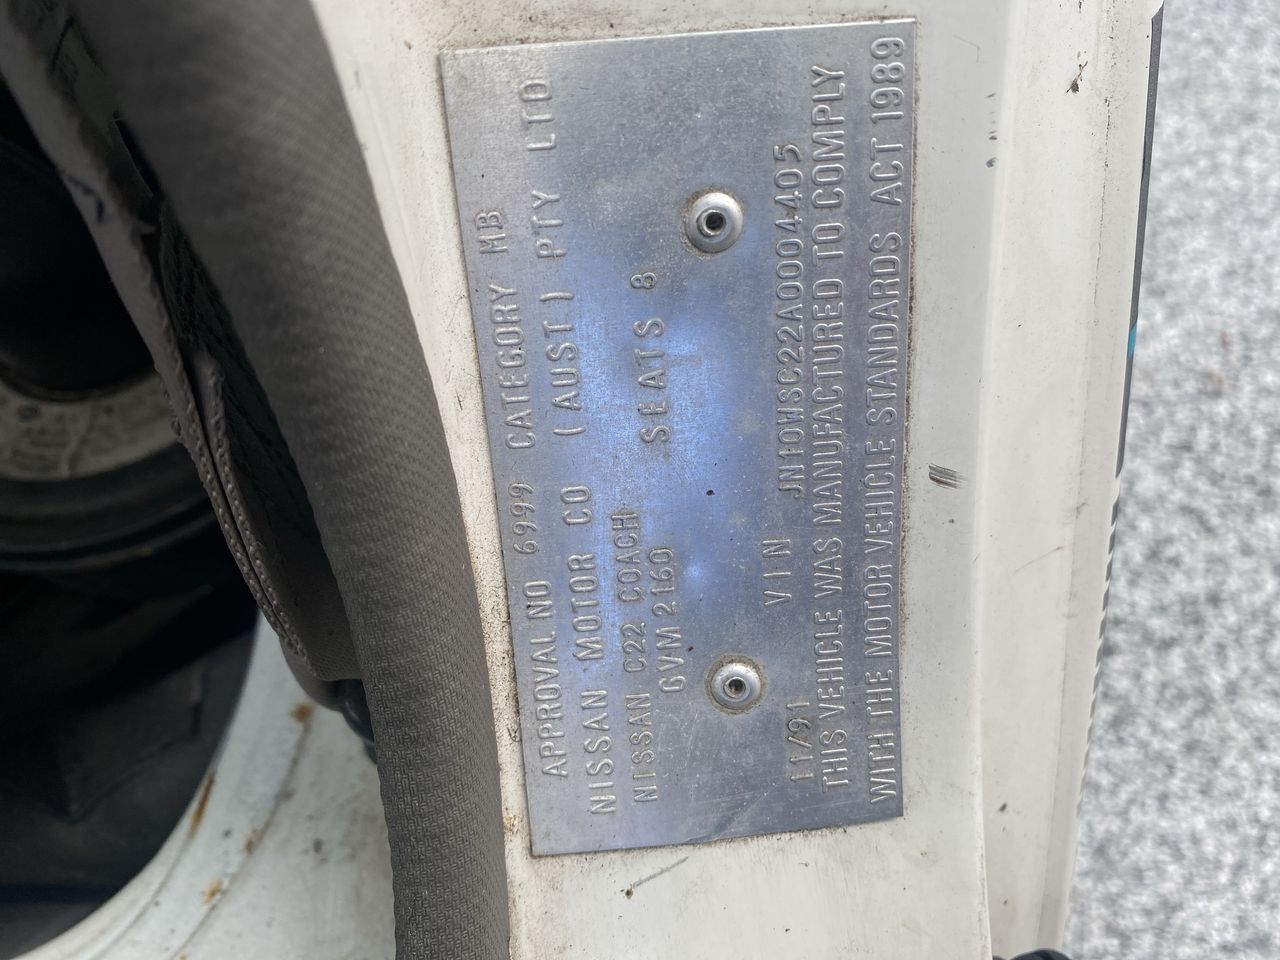 APPROVAL NO 6999 CATEGORY MB
NISSAN MOTOR CO (AUST) PTY LTD
NISSAN C22 COACH
GVM 2160 SEATS 8
11/91 VIN JN10WSC22A0004405
THIS VEHICLE WAS MANUFACTURED TO COMPLY
WITH THE MOTOR VEHICLE STANDARDS ACT 1989